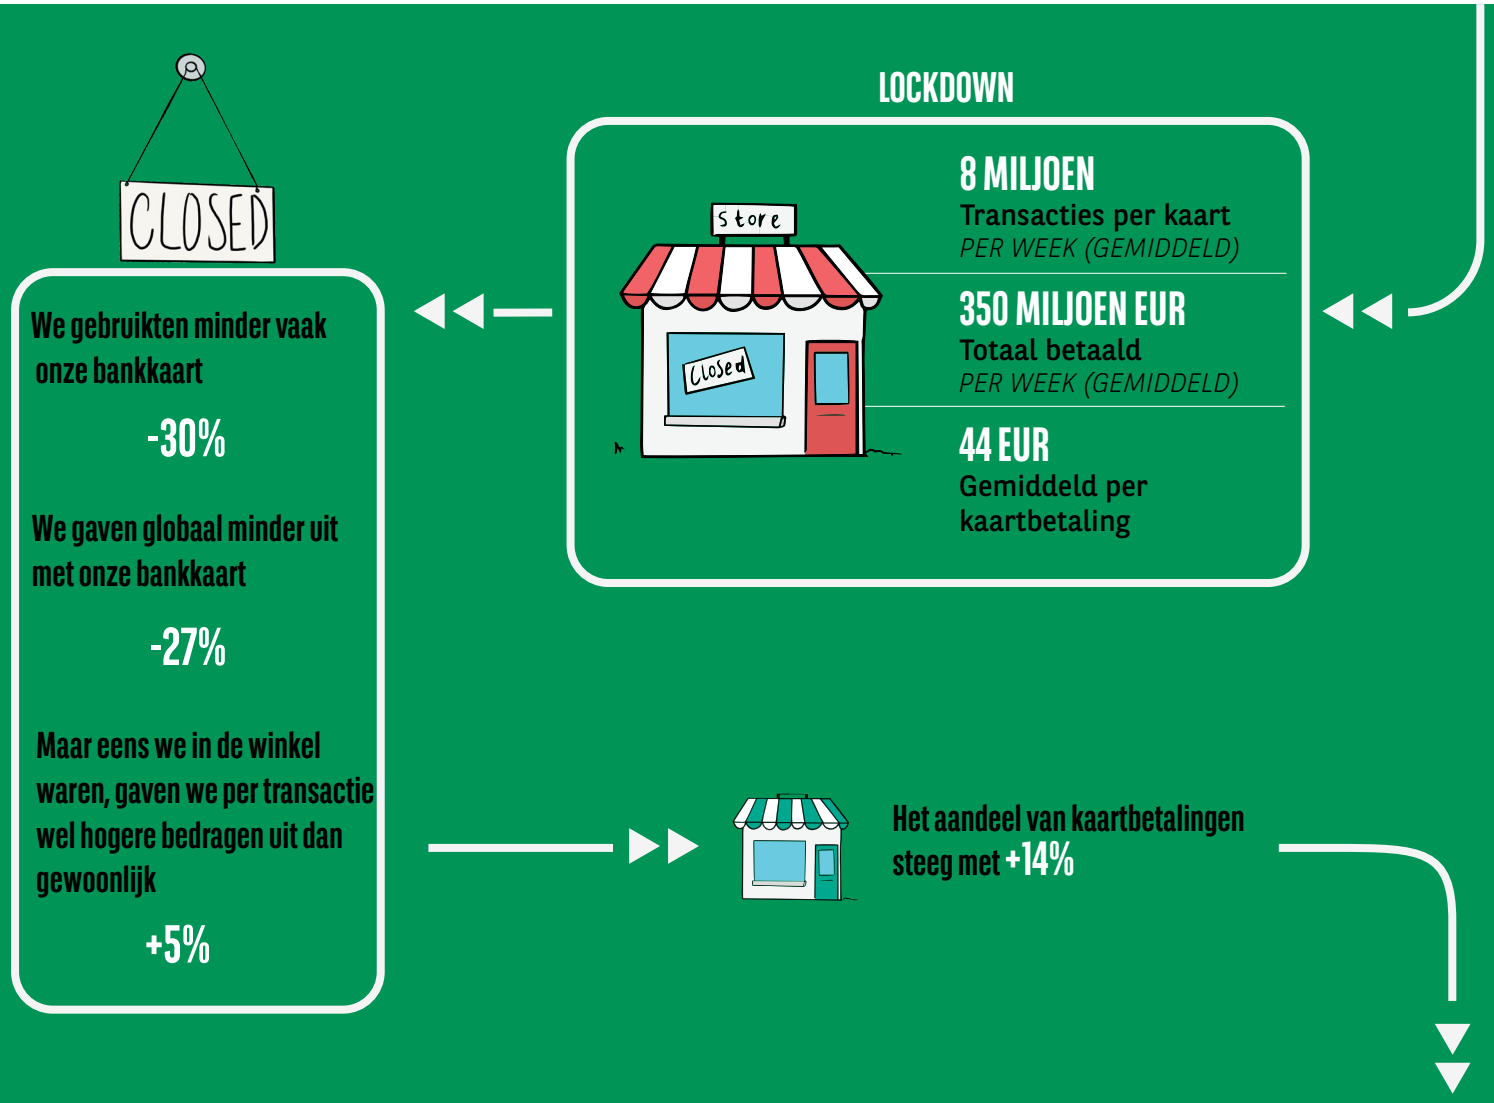 LOCKDOWN
8 MILJOEN
Transacties per kaart
PER WEEK (GEMIDDELD)
store
Closed
350 MILJOEN EUR
Totaal betaald
PER WEEK (GEMIDDELD)
44 EUR
Gemiddeld per
kaartbetaling
CLOSED
We gebruikten minder vaak
onze bankkaart
-30%
We gaven globaal minder uit
met onze bankkaart
-27%
Maar eens we in de winkel
waren, gaven we per transactie
wel hogere bedragen uit dan
gewoonlijk
+5%
Het aandeel van kaartbetalingen
steeg met +14%